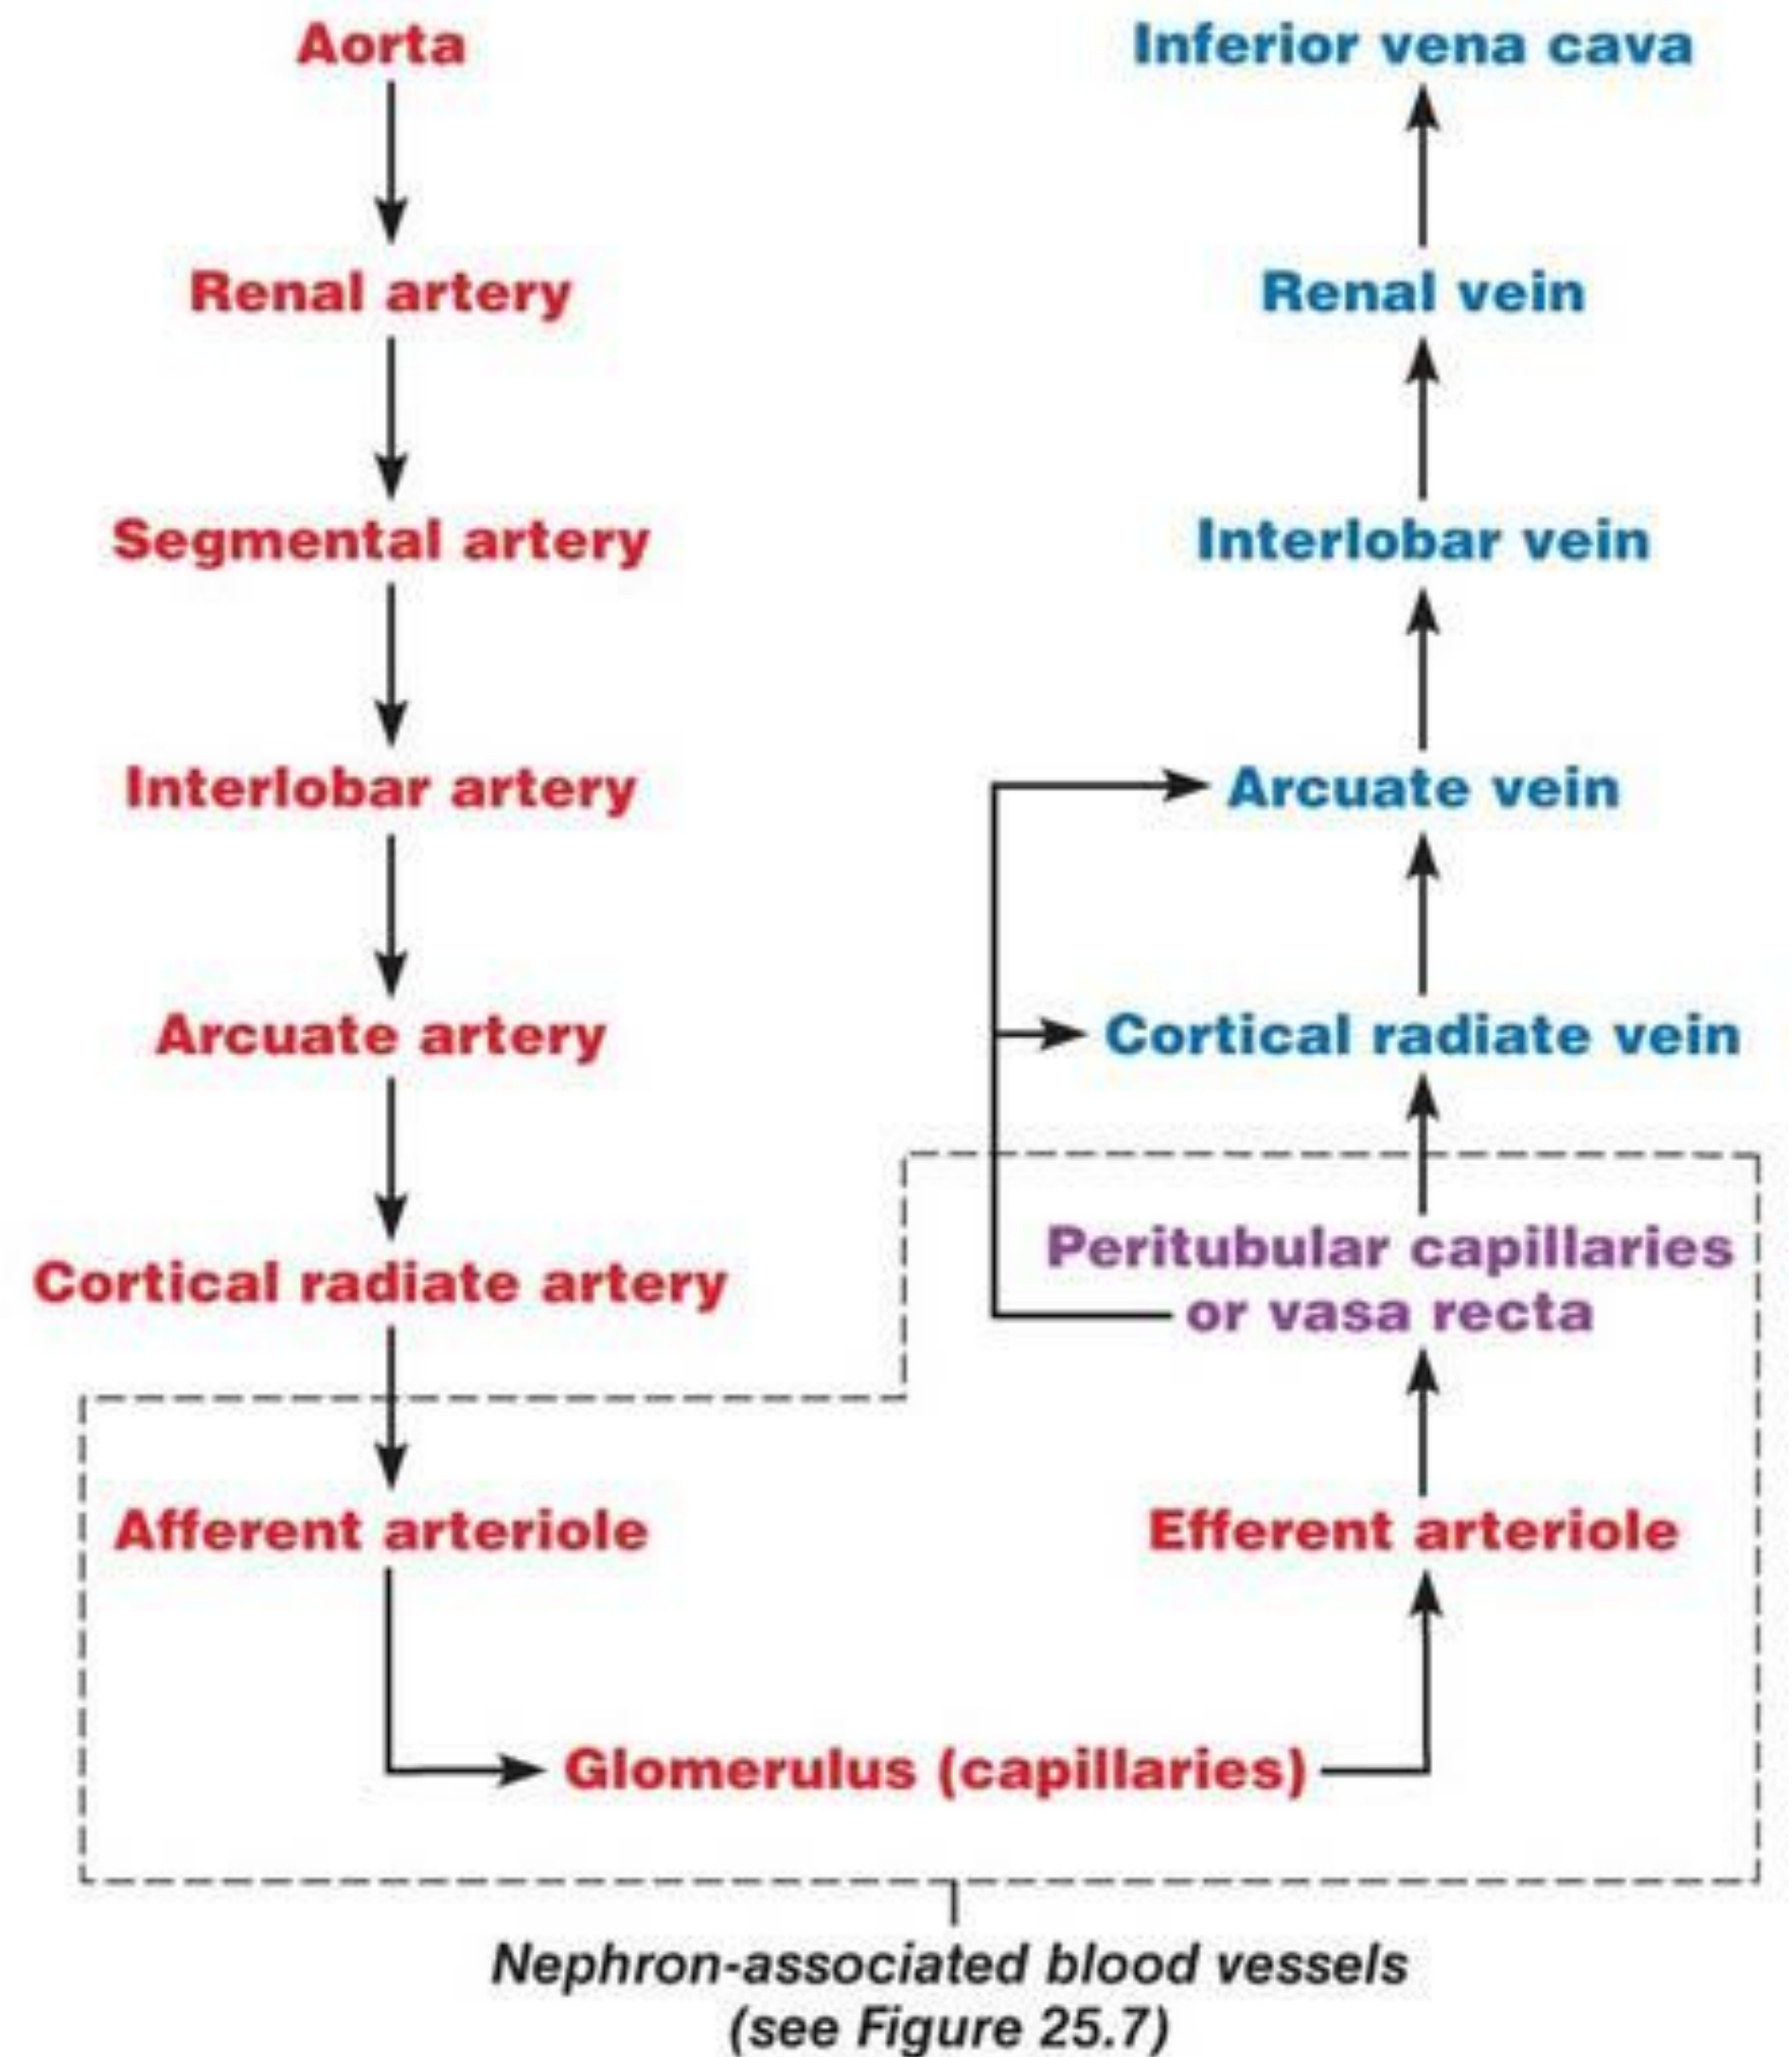 Aorta
Renal artery
Segmental artery
Interlobar artery
Arcuate artery
Cortical radiate artery
Afferent arteriole
Glomerulus (capillaries)
Efferent arteriole
Peritubular capillaries
or vasa recta
Cortical radiate vein
Arcuate vein
Interlobar vein
Renal vein
Inferior vena cava
Nephron-associated blood vessels
(see Figure 25.7)